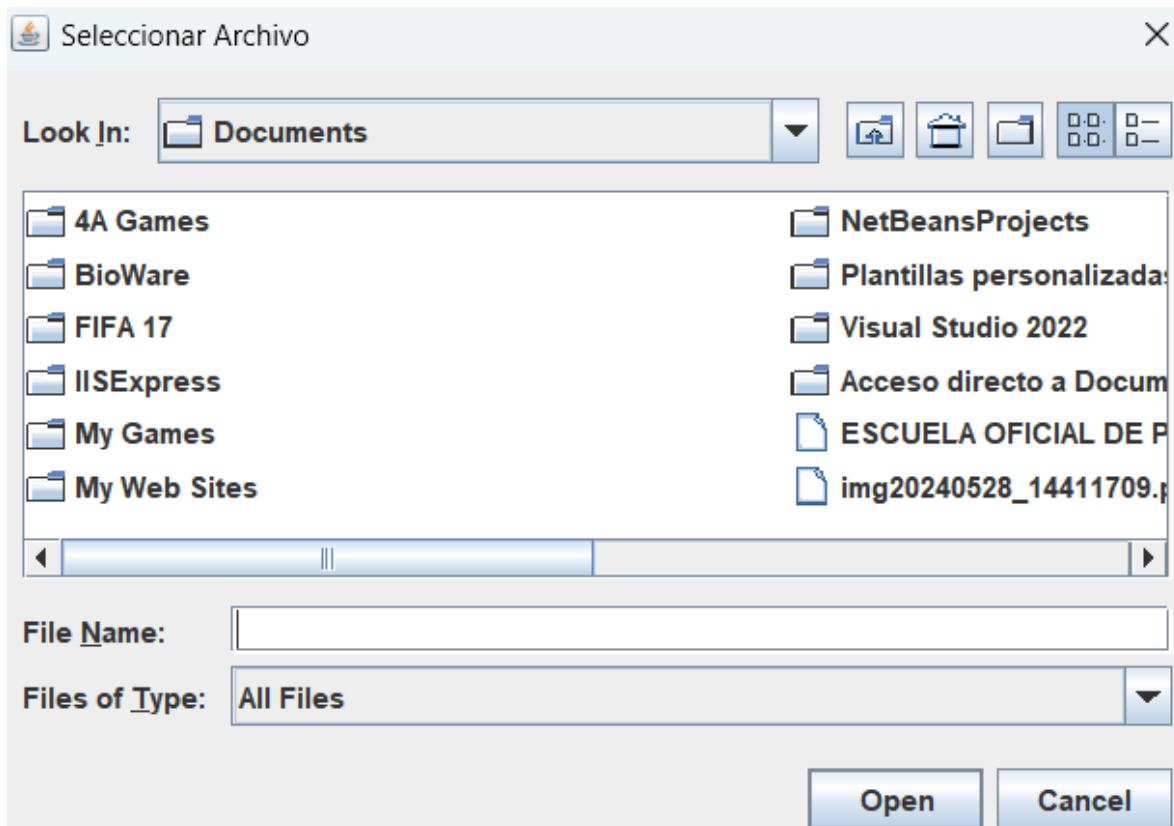 Seleccionar Archivo
Look In: Documents
4A Games
BioWare
FIFA 17
IISExpress
My Games
My Web Sites
NetBeansProjects
Plantillas personalizadas
Visual Studio 2022
Acceso directo a Docum
ESCUELA OFICIAL DE P
img20240528_14411709.p
File Name:
Files of Type: All Files
Open Cancel